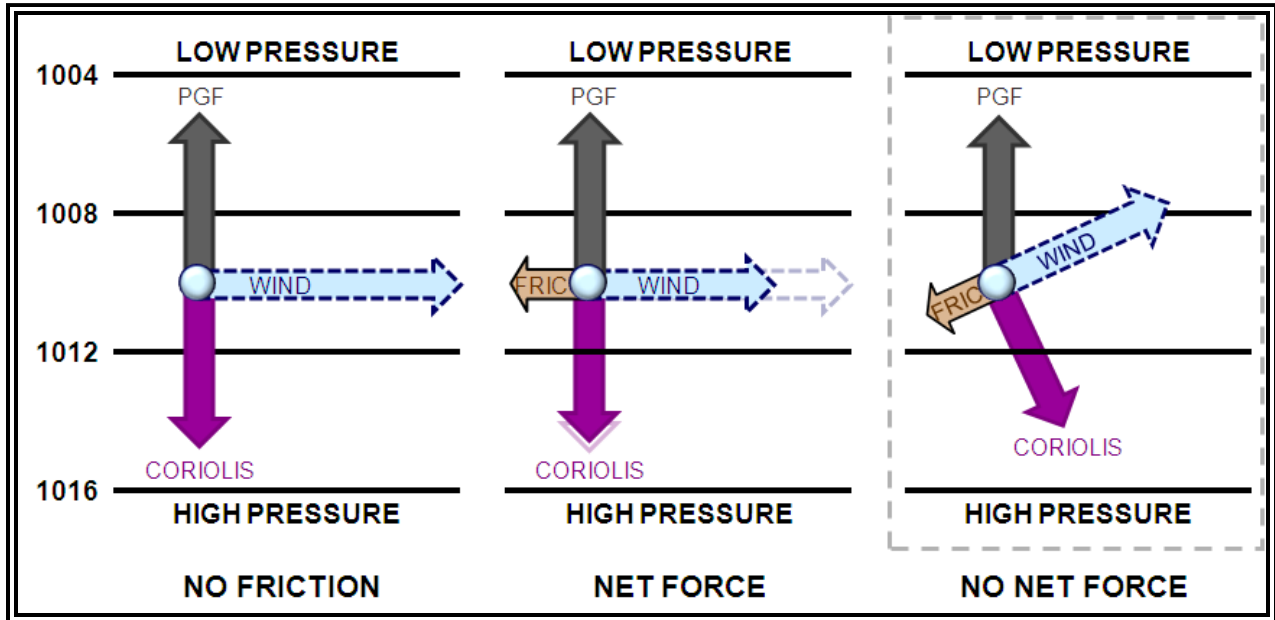 LOW PRESSURE
1004
PGF
1008
WIND
1012
CORIOLIS
1016
HIGH PRESSURE
NO FRICTION
LOW PRESSURE
PGF
FRIC
WIND
CORIOLIS
HIGH PRESSURE
NET FORCE
LOW PRESSURE
PGF
WIND
FRIC
CORIOLIS
HIGH PRESSURE
NO NET FORCE